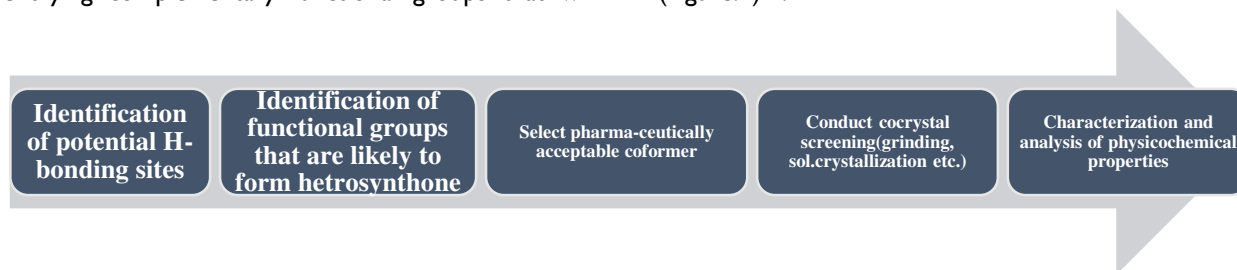 Identification
of potential H-
bonding sites
Identification of
functional groups
that are likely to
form hetrosynthone
Select pharma-ceutically
acceptable coformer
Conduct cocrystal
screening(grinding,
sol.crystallization etc.)
Characterization and
analysis of physicochemical
properties